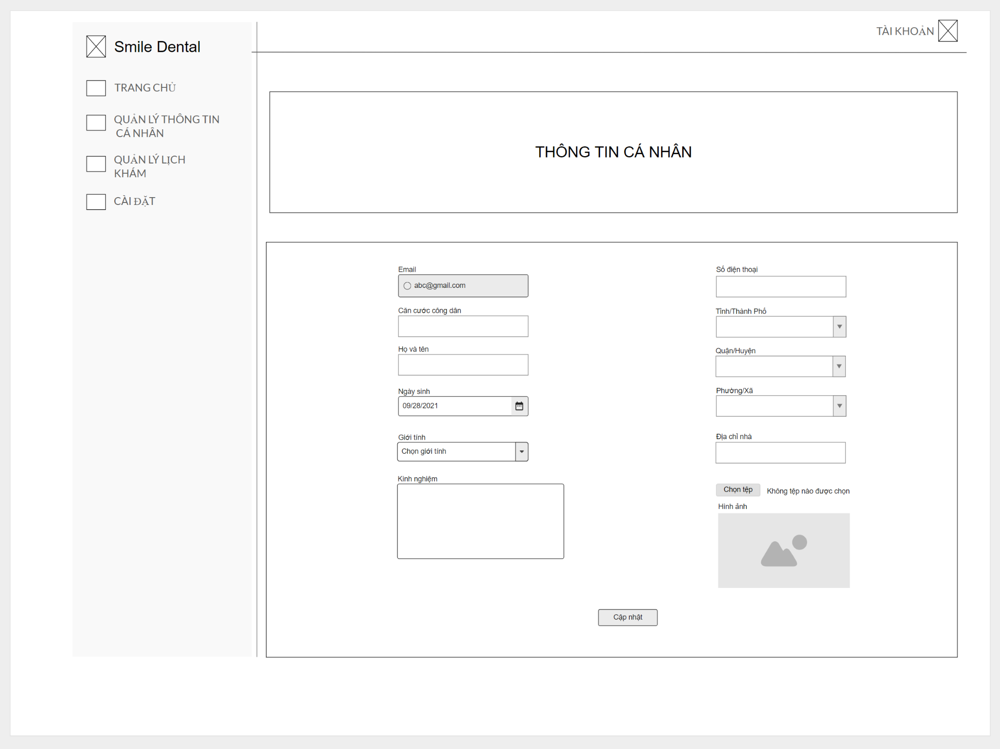 Smile Dental
TRANG CHỦ
QUẢN LÝ THÔNG TIN
CÁ NHÂN
QUẢN LÝ LỊCH
KHÁM
CÀI ĐẶT
TÀI KHOẢN
THÔNG TIN CÁ NHÂN
Email
abc@gmail.com
Căn cước công dân
Họ và tên
Ngày sinh
09/28/2021
Giới tính
Chọn giới tính
Kinh nghiệm
Số điện thoại
Tỉnh/Thành Phố
Quận/Huyện
Phường/Xã
Địa chỉ nhà
Chọn tệp Không tệp nào được chọn
Hình ảnh
Cập nhật